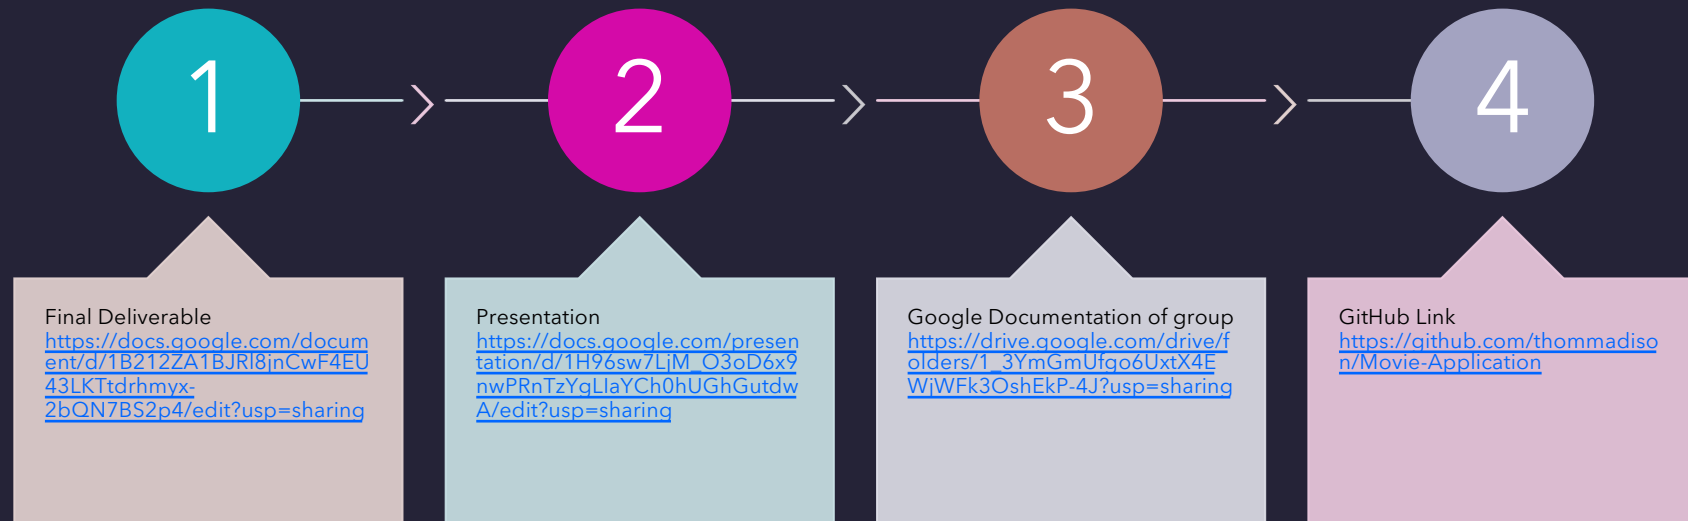 1
2
3
4
Final Deliverable
https://docs.google.com/docum
ent/d/1B212ZA1BJRI8jnCwF4EU
43LKTtdrhmyx-
2bQN7BS2p4/edit?usp=sharing
Presentation
https://docs.google.com/presen
tation/d/1H96sw7LjM_O3oD6x9
nwPRnTzYgLIaYCh0hUGhGutdw
A/edit?usp=sharing
Google Documentation of group
https://drive.google.com/drive/f
olders/1_3YmGmUfgo6UxtX4E
WjWFk3OshEkP-4J?usp=sharing
GitHub Link
https://github.com/thommadiso
n/Movie-Application